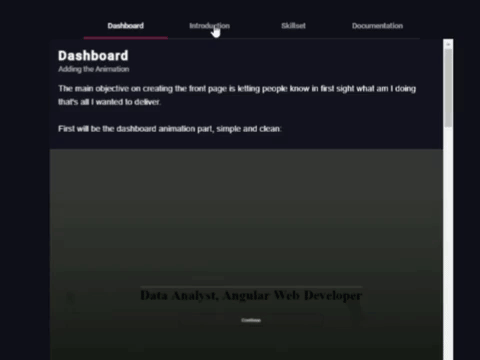 Dashboard Introduction Skillset Documentation
Dashboard
Adding the Animation
The main objective on creating the front page is letting people know in first sight what am I doing
that's all I wanted to deliver.
First will be the dashboard animation part, simple and clean:
Data Analyst, Angular Web Developer
Continue